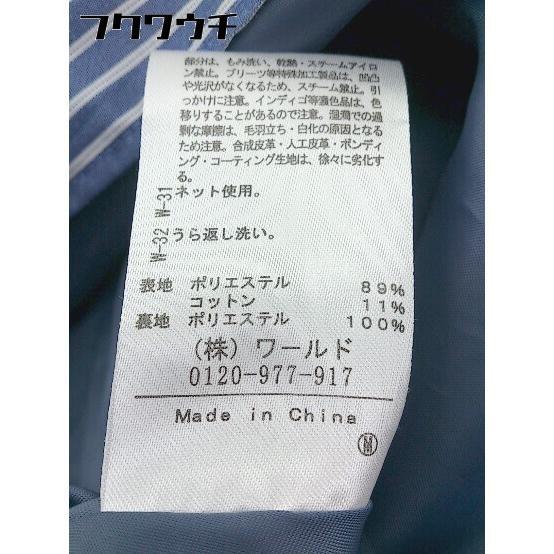 フクワウチ
部分は、もみ洗い、乾熱・スチームアイロ
ン禁止。プリーツ等特殊加工製品は、凹凸
や光沢がなくなるため、スチーム禁止。引
っかけに注意。インディゴ等濃色品は、色
移りすることがあるので注意。湿潤での過
剰な摩擦は、毛羽立ち・白化の原因となる
ため注意。合成皮革・人工皮革・ボンディ
ング・コーティング生地は、徐々に劣化す
る。
W-31 ネット使用。
W-32 うら返し洗い。
表地 ポリエステル 89%
コットン 11%
裏地 ポリエステル 100%
(株) ワールド
0120-977-917
Made in China
M